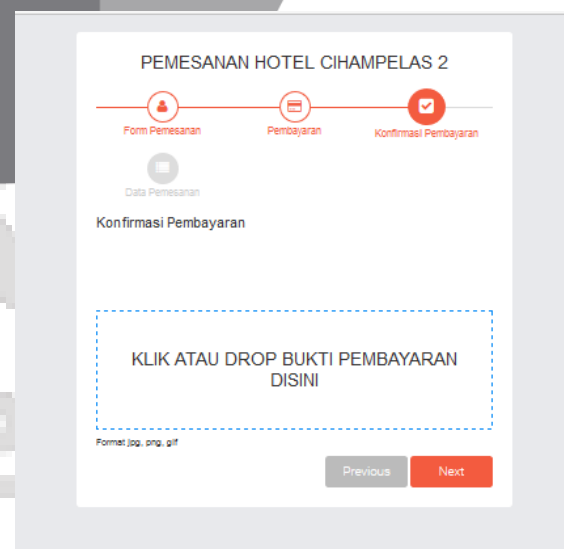 PEMESANAN HOTEL CIHAMPELAS 2
Form Pemesanan
Pembayaran
Konfirmasi Pembayaran
Data Pemesanan
Konfirmasi Pembayaran
KLIK ATAU DROP BUKTI PEMBAYARAN
DISINI
Format jpg, png, gif
Previous
Next